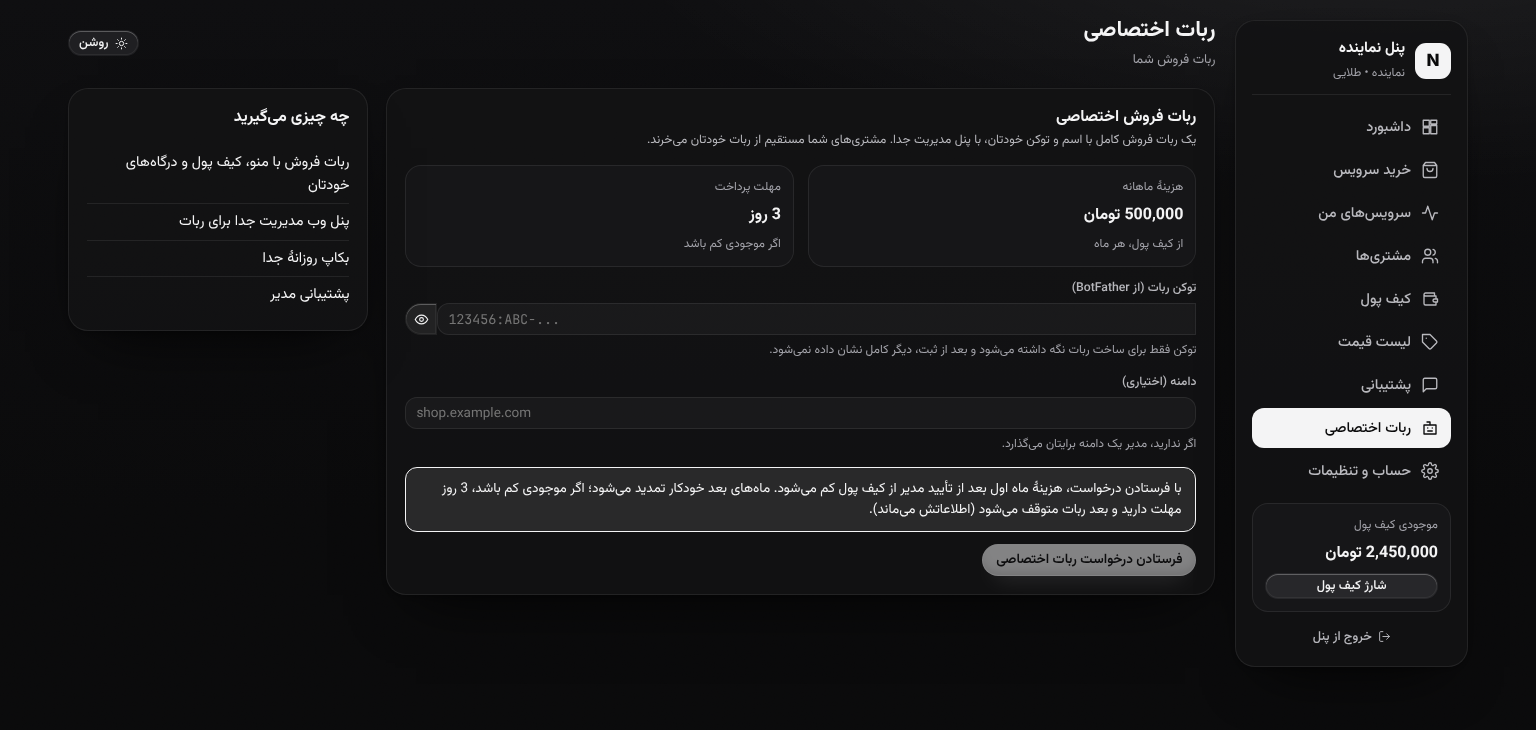 N
پنل نماینده
نماینده • طلایی
داشبورد
خرید سرویس
سرویس‌های من
مشتری‌ها
کیف پول
لیست قیمت
پشتیبانی
ربات اختصاصی
حساب و تنظیمات
موجودی کیف پول
2,450,000 تومان
شارژ کیف پول
خروج از پنل
ربات اختصاصی
ربات فروش شما
روشن
ربات فروش اختصاصی
یک ربات فروش کامل با اسم و توکن خودتان، با پنل مدیریت جدا. مشتری‌های شما مستقیم از ربات خودتان می‌خرند.
هزینهٔ ماهانه
500,000 تومان
از کیف پول، هر ماه
مهلت پرداخت
3 روز
اگر موجودی کم باشد
توکن ربات (از BotFather)
123456:ABC-...
توکن فقط برای ساخت ربات نگه داشته می‌شود و بعد از ثبت، دیگر کامل نشان داده نمی‌شود.
دامنه (اختیاری)
shop.example.com
اگر ندارید، مدیر یک دامنه برایتان می‌گذارد.
با فرستادن درخواست، هزینهٔ ماه اول بعد از تأیید مدیر از کیف پول کم می‌شود. ماه‌های بعد خودکار تمدید می‌شود؛ اگر موجودی کم باشد، 3 روز
مهلت دارید و بعد ربات متوقف می‌شود (اطلاعاتش می‌ماند).
فرستادن درخواست ربات اختصاصی
چه چیزی می‌گیرید
ربات فروش با منو، کیف پول و درگاه‌های
خودتان
پنل وب مدیریت جدا برای ربات
بکاپ روزانهٔ جدا
پشتیبانی مدیر